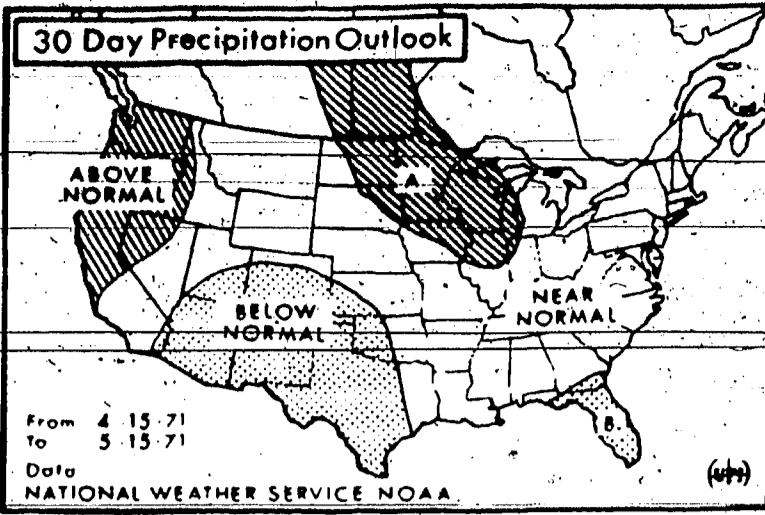 30 Day Precipitation Outlook
ABOVE
NORMAL
A
BELOW
NORMAL
NEAR
NORMAL
B
From 4-15-71
To 5-15-71
Data
NATIONAL WEATHER SERVICE NOAA